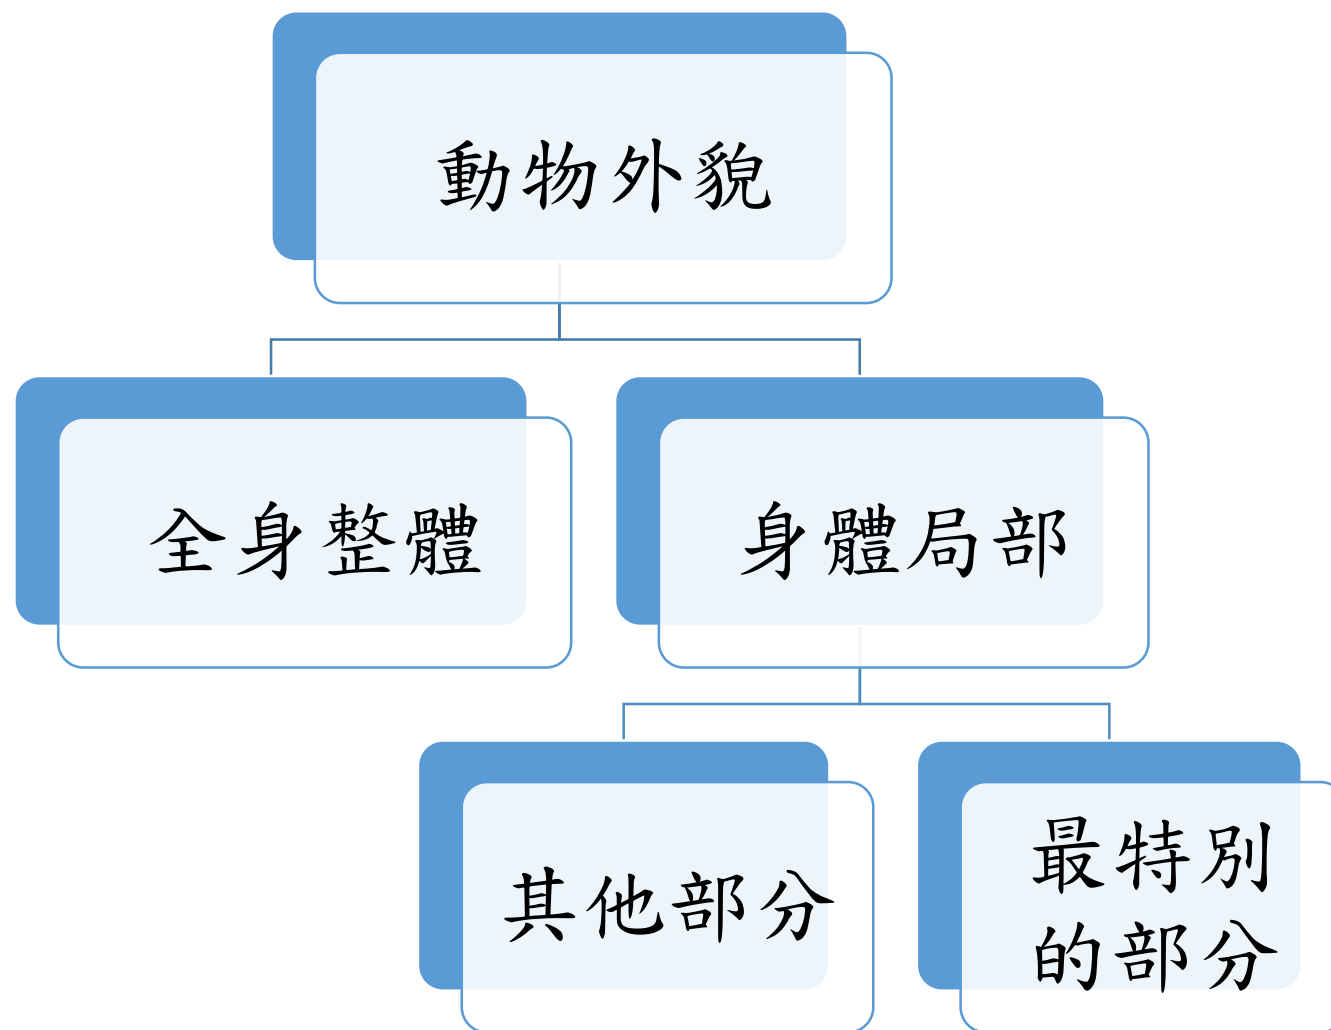 動物外貌
全身整體
身體局部
其他部分
最特別
的部分